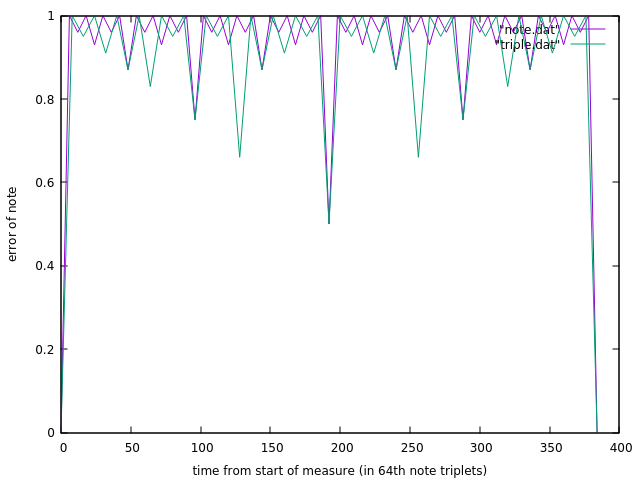 "note.dat"
"triple.dat"
1
0.8
0.6
0.4
0.2
0
error of note
0 50 100 150 200 250 300 350 400
time from start of measure (in 64th note triplets)